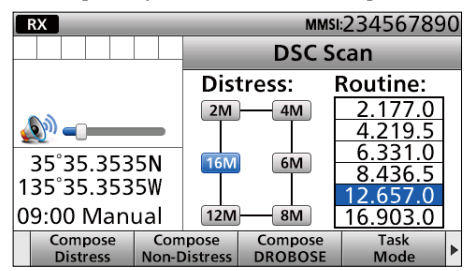 RX
MMSI:234567890
DSC Scan
Distress:
Routine:
2M
4M
16M
6M
12M
8M
2.177.0
4.219.5
6.331.0
8.436.5
12.657.0
16.903.0
35°35.3535N
135°35.3535W
09:00 Manual
Compose Distress
Compose Non-Distress
Compose DROBOSE
Task Mode